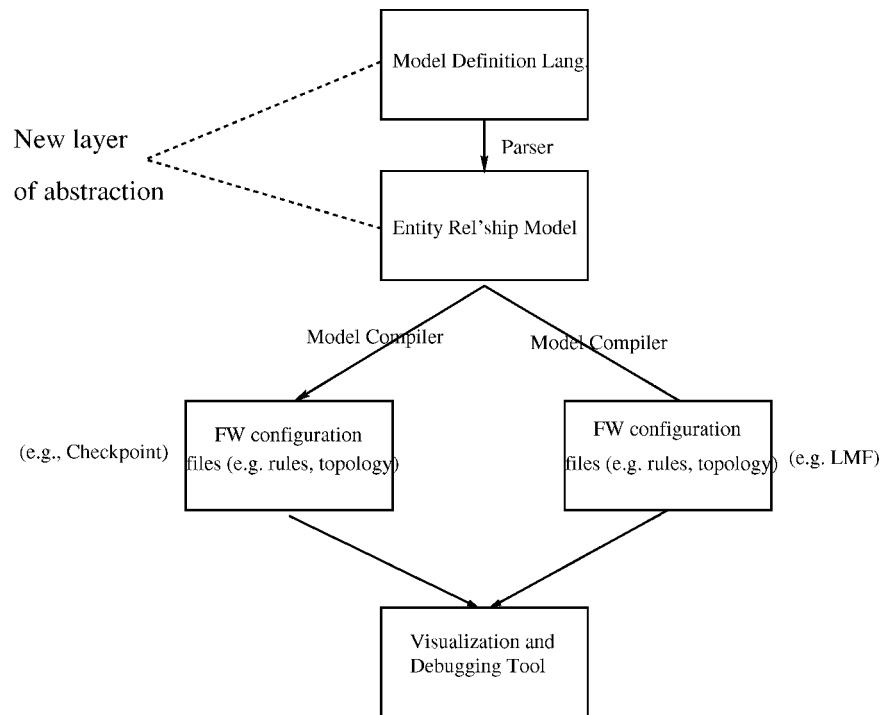 Model Definition Lang.
New layer
of abstraction
Parser
Entity Rel'ship Model
Model Compiler
Model Compiler
(e.g., Checkpoint)
FW configuration
files (e.g. rules, topology)
FW configuration
files (e.g. rules, topology)
(e.g. LMF)
Visualization and
Debugging Tool